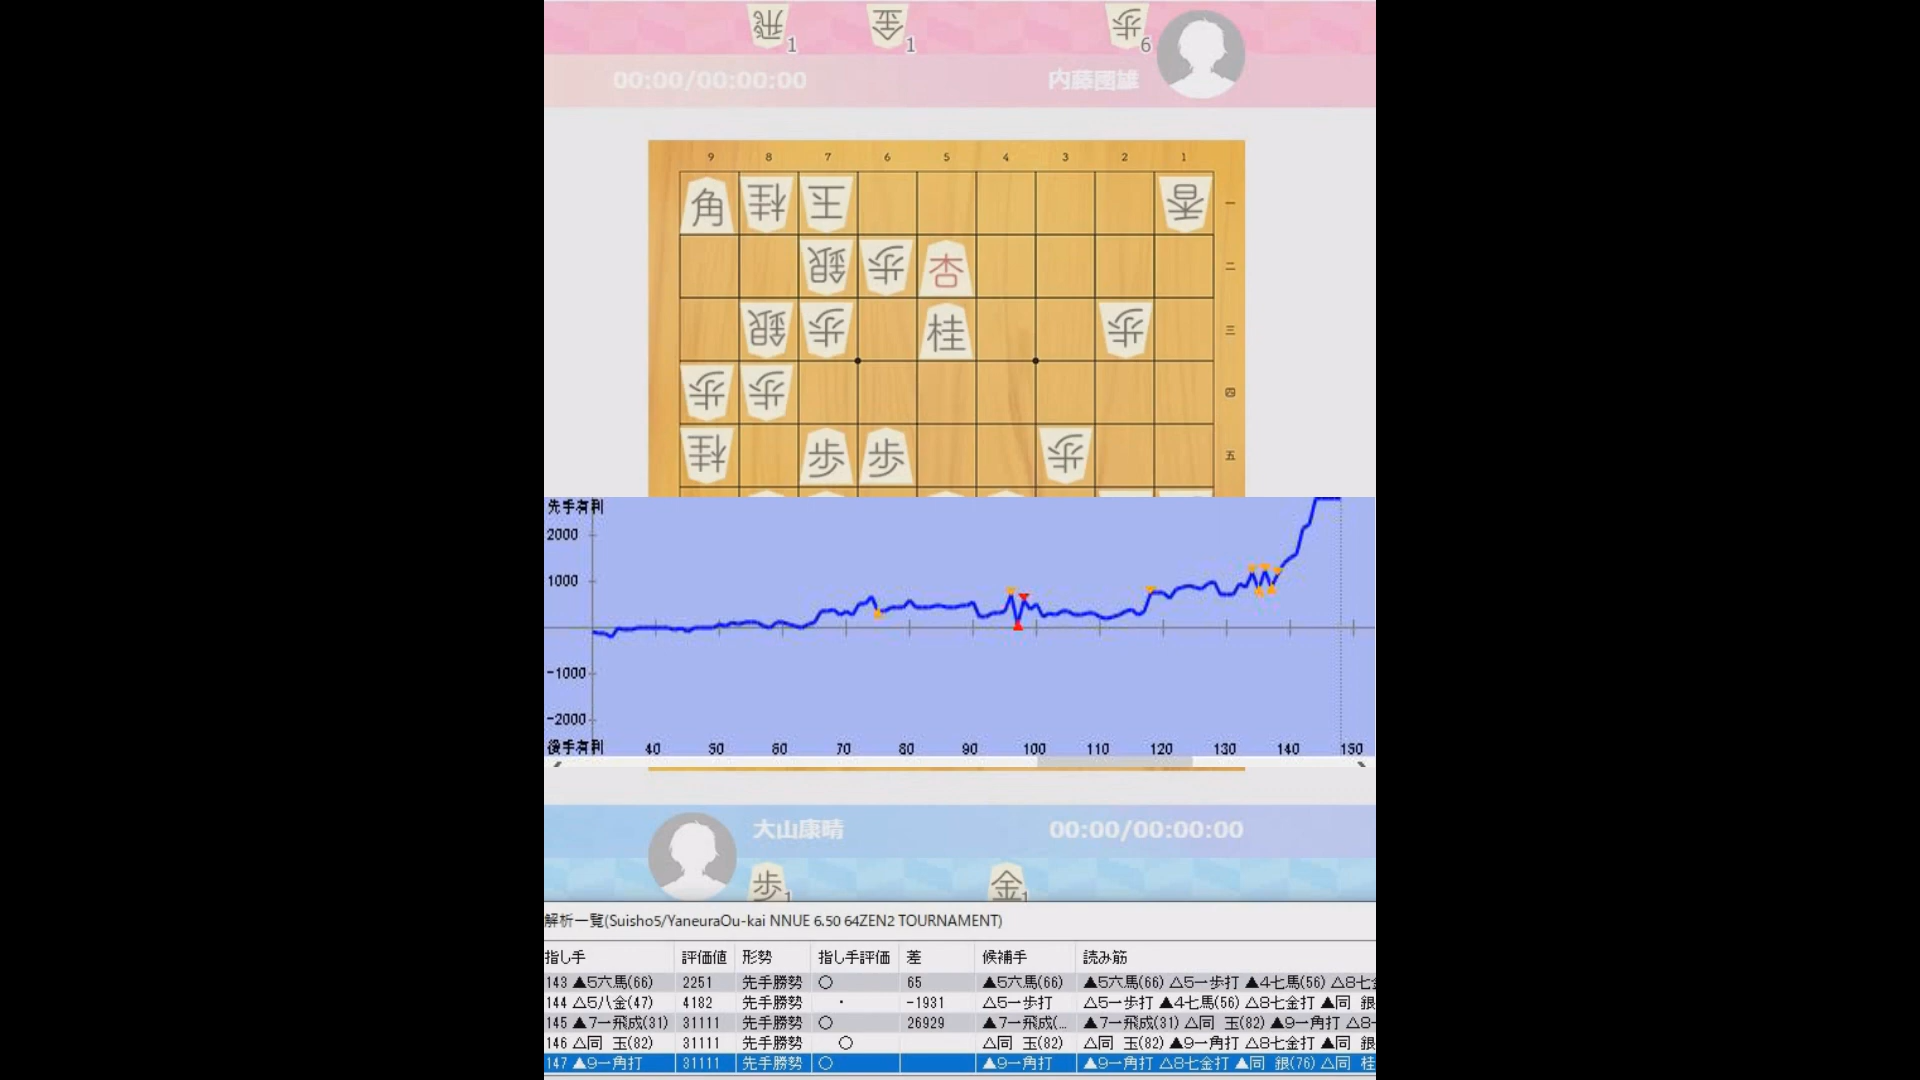 飛1 金1 歩6
00:00/00:00:00 内藤國雄
9 8 7 6 5 4 3 2 1
角 桂 王 香 一
銀 歩 杏 二
銀 歩 桂 歩 三
歩 歩 四
桂 歩 歩 歩 五
先手有利
2000
1000
-1000
-2000
後手有利 40 50 60 70 80 90 100 110 120 130 140 150
大山康晴 00:00/00:00:00
歩1 金1
解析一覧(Suisho5/YaneuraOu-kai NNUE 6.50 64ZEN2 TOURNAMENT)
指し手 評価値 形勢 指し手評価 差 候補手 読み筋
143 ▲5六馬(66) 2251 先手勝勢 ○ 65 ▲5六馬(66) ▲5六馬(66) △5一歩打 ▲4七馬(56) △8七金
144 △5八金(47) 4182 先手勝勢 ・ -1931 △5一歩打 △5一歩打 ▲4七馬(56) △8七金打 ▲同 銀
145 ▲7一飛成(31) 31111 先手勝勢 ○ 26929 ▲7一飛成(... ▲7一飛成(31) △同 玉(82) ▲9一角打 △8
146 △同 玉(82) 31111 先手勝勢 ○ △同 玉(82) △同 玉(82) ▲9一角打 △8七金打 ▲同 銀
147 ▲9一角打 31111 先手勝勢 ○ ▲9一角打 ▲9一角打 △8七金打 ▲同 銀(76) △同 桂